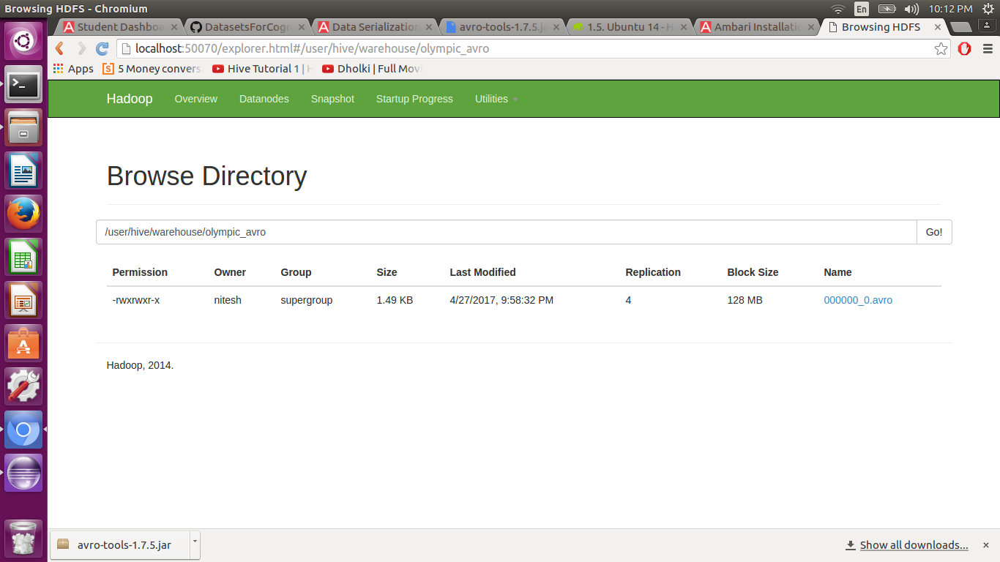 Browsing HDFS - Chromium
En
10:12 PM
Student Dashboa
DatasetsForCogn
Data Serialization
avro-tools-1.7.5.ja
1.5. Ubuntu 14 - H
Ambari Installatio
Browsing HDFS
localhost:50070/explorer.html#/user/hive/warehouse/olympic_avro
Apps
5 Money convers
Hive Tutorial 1 | H
Dholki | Full Movi
Hadoop
Overview
Datanodes
Snapshot
Startup Progress
Utilities
Browse Directory
/user/hive/warehouse/olympic_avro
Go!
Permission Owner Group Size Last Modified Replication Block Size Name
-rwxrwxr-x nitesh supergroup 1.49 KB 4/27/2017, 9:58:32 PM 4 128 MB 000000_0.avro
Hadoop, 2014.
avro-tools-1.7.5.jar
Show all downloads...